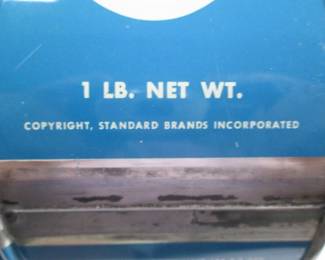 1 LB. NET WT.
COPYRIGHT, STANDARD BRANDS INCORPORATED